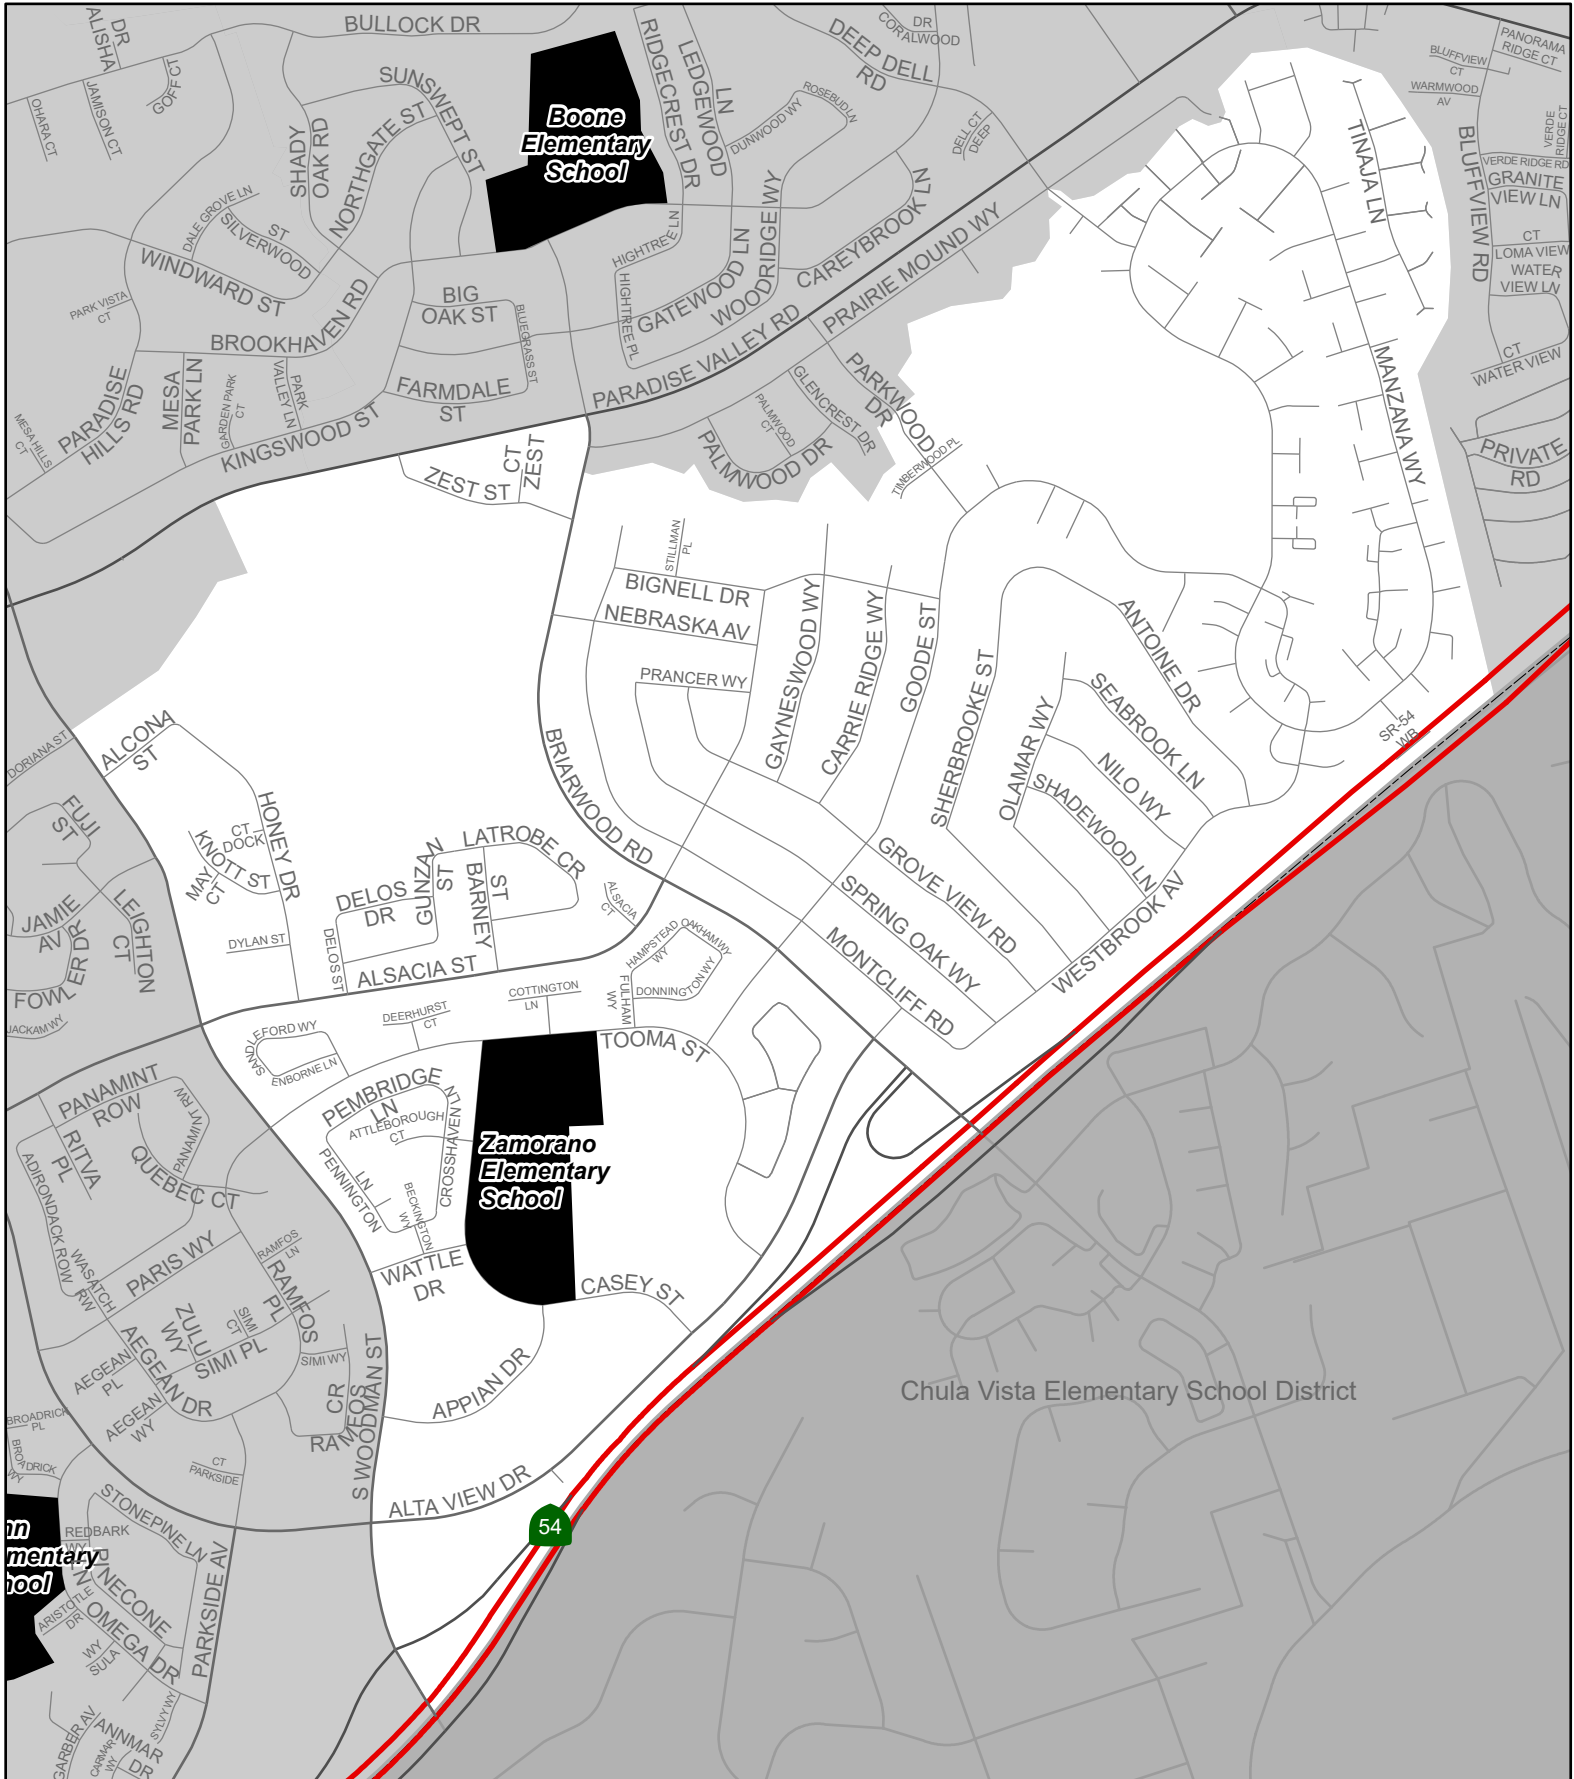 BULLOCK DR
ALISHA
DR
GOFF CT
JAMISON CT
OHARA CT
SUNSWEPT ST
NORTHGATE ST
SHADY
OAK RD
DALE GROVE LN
SILVERWOOD
ST
WINDWARD ST
PARK VISTA
CT
BROOKHAVEN RD
Boone
Elementary
School
RIDGECREST DR
LEDGEWOOD
LN
DUNWOOD WY
ROSEBUD LN
DEEP DELL
RD
CORALWOOD
DR
DELL CT
DEEP
CAREYBROOK LN
WOODRIDGE WY
GATEWOOD LN
HIGHTREE LN
HIGHTREE PL
PARADISE VALLEY RD
PRAIRIE MOUND WY
BIG
OAK ST
BLUEGRASS ST
FARMDALE
ST
KINGSWOOD ST
PARK
VALLEY LN
GARDEN PARK
CT
MESA
PARK LN
PARADISE
HILLS RD
MESA HILLS
CT
ZEST ST
ZEST
CT
PALMWOOD DR
PALMWOOD
CT
GLENCREST DR
PARKWOOD
DR
TIMBERWOOD PL
TINAJA LN
MANZANA WY
BLUFFVIEW RD
BLUFFVIEW
CT
WARMWOOD
AV
PANORAMA
RIDGE CT
VERDE
RIDGE CT
VERDE RIDGE RD
GRANITE
VIEW LN
CT
LOMA VIEW
WATER
VIEW LN
CT
WATER VIEW
PRIVATE
RD
STILLMAN
PL
BIGNELL DR
NEBRASKA AV
PRANCER WY
GAYNESWOOD WY
CARRIE RIDGE WY
GOODE ST
SHERBROOKE ST
OLAMAR WY
ANTOINE DR
SEABROOK LN
NILO WY
SHADEWOOD LN
WESTBROOK AV
GROVE VIEW RD
SPRING OAK WY
MONTCLIFF RD
SR-54
WB
BRIARWOOD RD
ALCONA
ST
DORIANA ST
FUJI
ST
HONEY DR
CT
DOCK
KNOTT ST
MAY
CT
DYLAN ST
DELOS
DR
DELOS ST
GUNZAN
ST
BARNEY
ST
LATROBE CR
ALSACIA
CT
ALSACIA ST
JAMIE
AV
LEIGHTON
CT
FOWLER DR
JACKAM WY
HAMPSTEAD
WY
OAKHAM WY
DONNINGTON WY
FULHAM
WY
COTTINGTON
LN
DEERHURST
CT
SANDLEFORD WY
ENBORNE LN
TOOMA ST
PEMBRIDGE
LN
ATTLEBOROUGH
CT
CROSSHAVEN LN
PENNINGTON
LN
BECKINGTON
WY
WATTLE
DR
Zamorano
Elementary
School
CASEY ST
APPIAN DR
ALTA VIEW DR
54
Chula Vista Elementary School District
PANAMINT
ROW
PANAMINT RW
RITVA
PL
QUEBEC CT
ADIRONDACK ROW
WASATCH
RW
PARIS WY
RAMFOS
LN
RAMFOS
PL
ZULU
WY
SIMI
CT
SIMI PL
SIMI WY
AEGEAN DR
AEGEAN
PL
AEGEAN
WY
RAMFOS
CR
S WOODMAN ST
BROADRICK
PL
BROADRICK
WY
CT
PARKSIDE
STONEPINE LN
REDBARK
WY
PINECONE
LN
nn
mentary
hool
ARISTOTLE
DR
OMEGA DR
WY
SULA
PARKSIDE AV
SYLVY WY
ANNMAR
DR
CARMAR
WY
GARBER AV